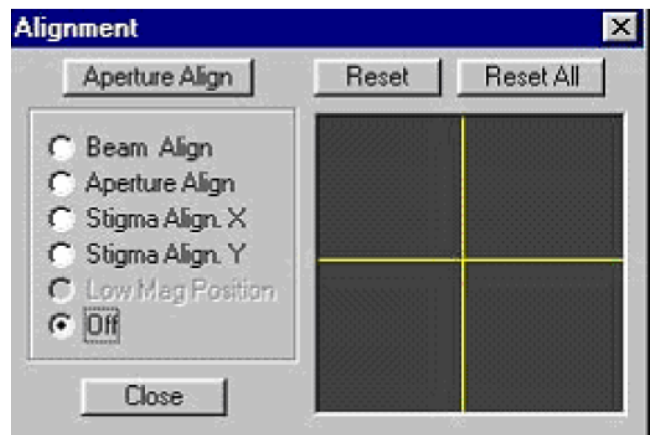 Alignment
Aperture Align
Reset
Reset All
Beam Align
Aperture Align
Stigma Align. X
Stigma Align. Y
Low Mag Position
Off
Close